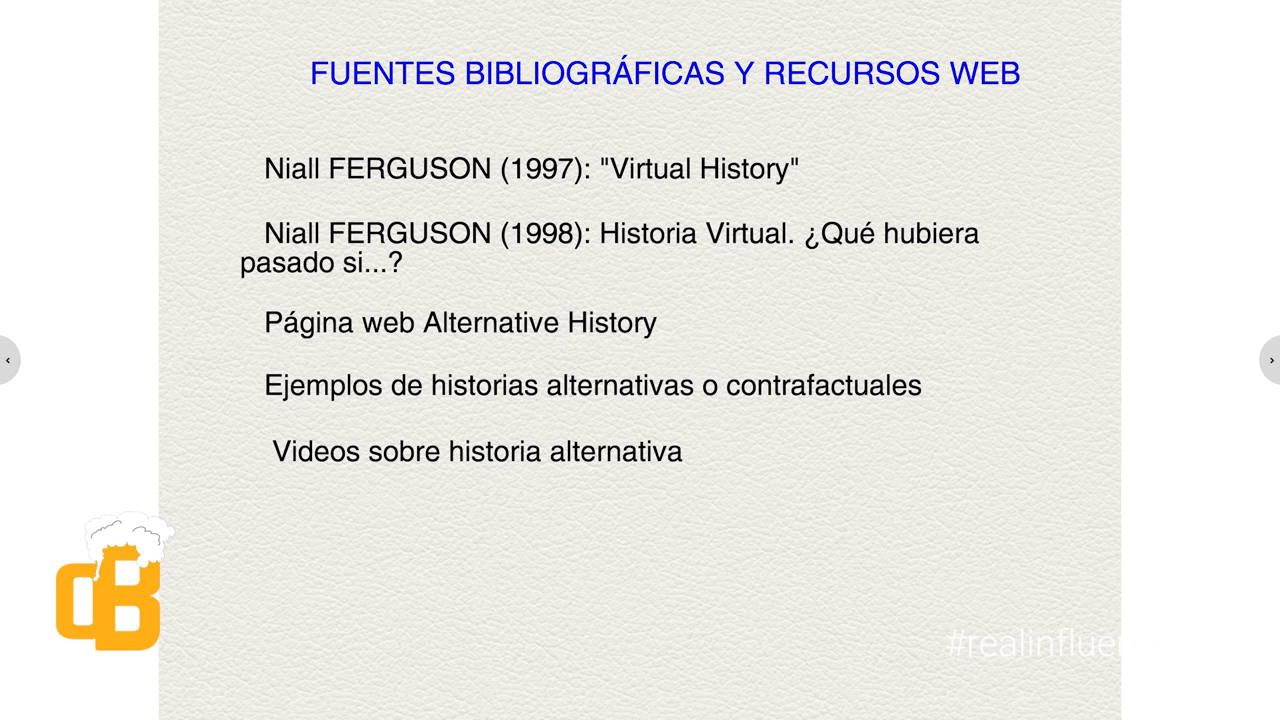 FUENTES BIBLIOGRÁFICAS Y RECURSOS WEB
Niall FERGUSON (1997): "Virtual History"
Niall FERGUSON (1998): Historia Virtual. ¿Qué hubiera
pasado si...?
Página web Alternative History
Ejemplos de historias alternativas o contrafactuales
Videos sobre historia alternativa